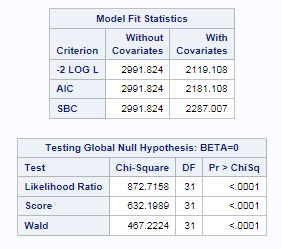 Model Fit Statistics
Criterion Without Covariates With Covariates
-2 LOG L 2991.824 2119.108
AIC 2991.824 2181.108
SBC 2991.824 2287.007
Testing Global Null Hypothesis: BETA=0
Test Chi-Square DF Pr > ChiSq
Likelihood Ratio 872.7158 31 <.0001
Score 632.1989 31 <.0001
Wald 467.2224 31 <.0001